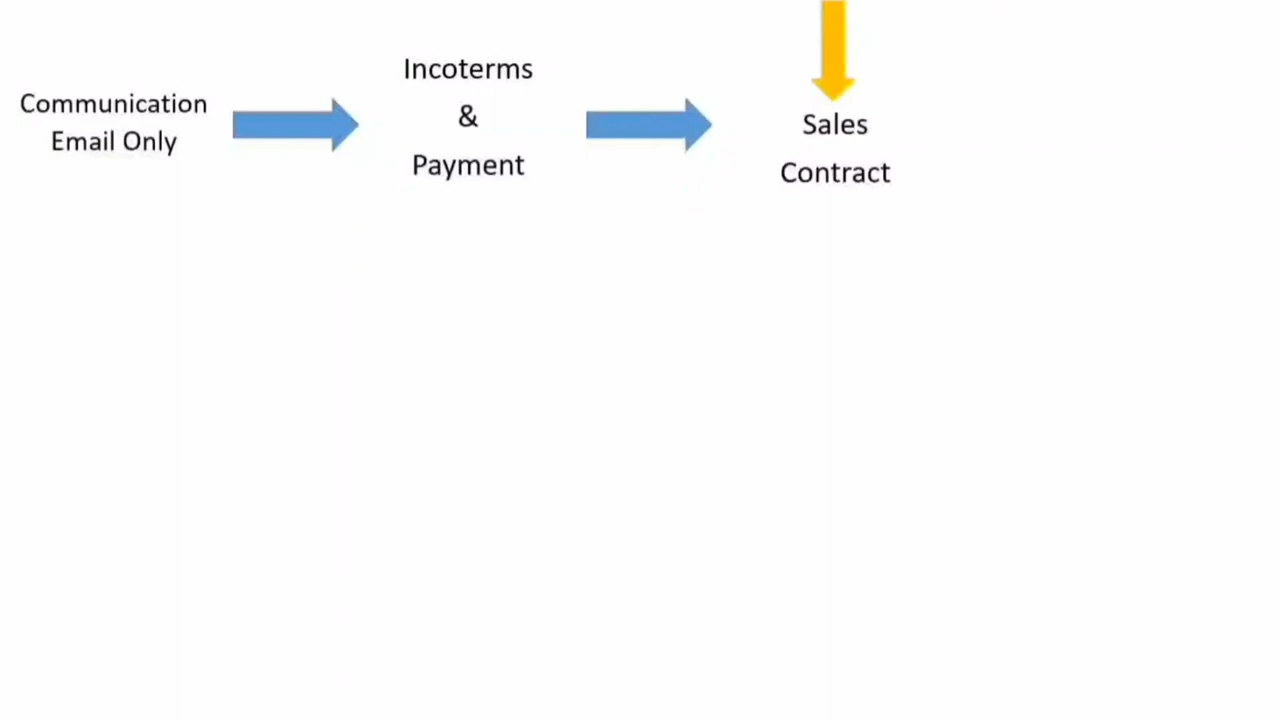 Communication
Email Only
Incoterms
&
Payment
Sales
Contract